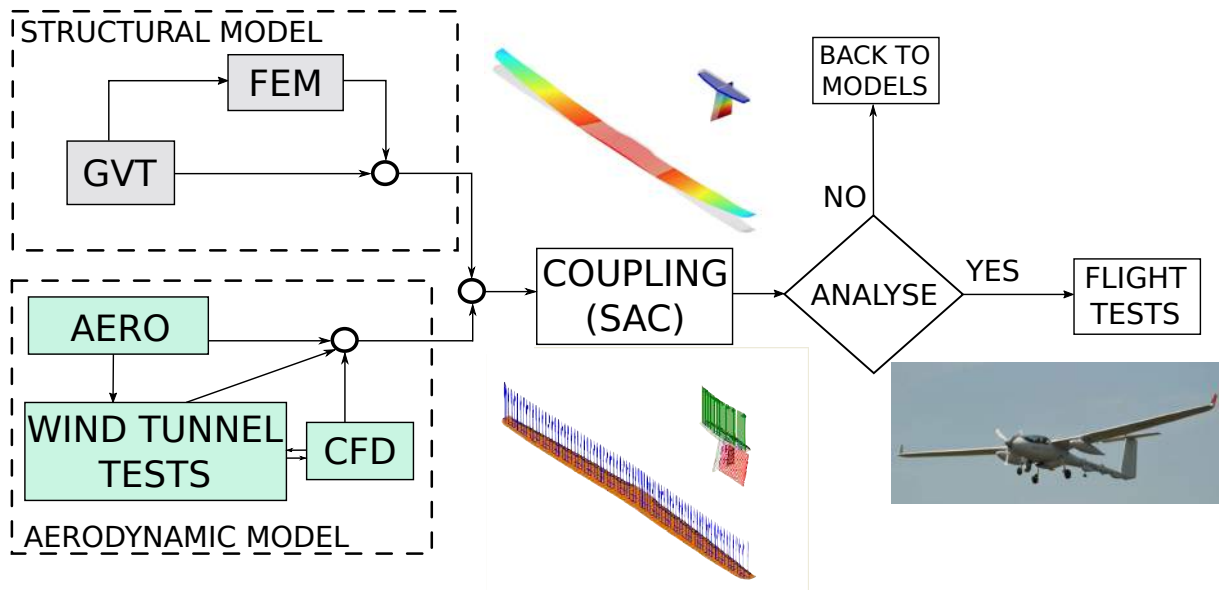 STRUCTURAL MODEL
FEM
GVT
AERO
WIND TUNNEL
TESTS
CFD
AERODYNAMIC MODEL
COUPLING
(SAC)
ANALYSE
NO
BACK TO
MODELS
YES
FLIGHT
TESTS